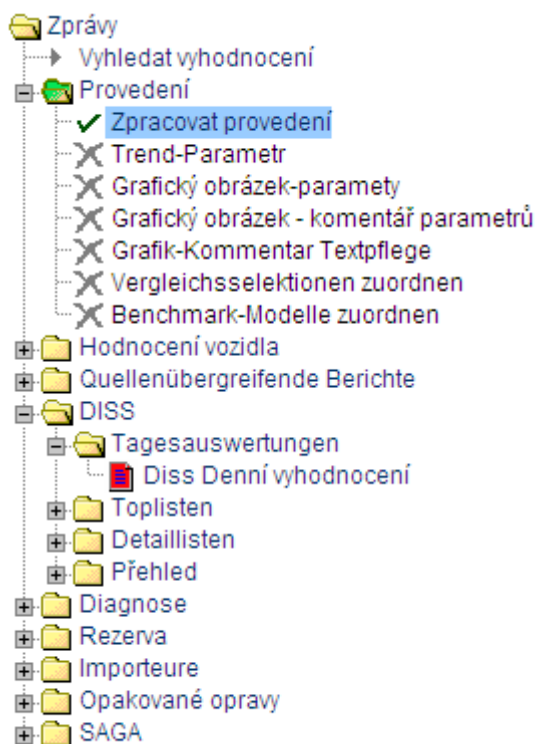 Zprávy
Vyhledat vyhodnocení
Provedení
Zpracovat provedení
Trend-Parametr
Grafický obrázek-paramety
Grafický obrázek - komentář parametrů
Grafik-Kommentar Textpflege
Vergleichsselektionen zuordnen
Benchmark-Modelle zuordnen
Hodnocení vozidla
Quellenübergreifende Berichte
DISS
Tagesauswertungen
Diss Denní vyhodnocení
Toplisten
Detaillisten
Přehled
Diagnose
Rezerva
Importeure
Opakované opravy
SAGA